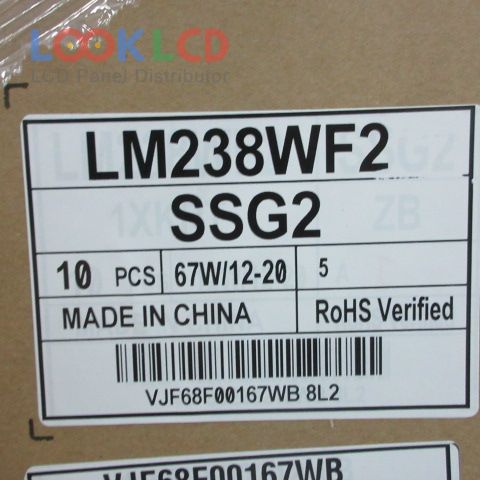 LOOKLCD
LCD Panel Distributor
LM238WF2
SSG2
10 PCS 67W/12-20 5
MADE IN CHINA RoHS Verified
VJF68F00167WB 8L2
VJF68F00167WB